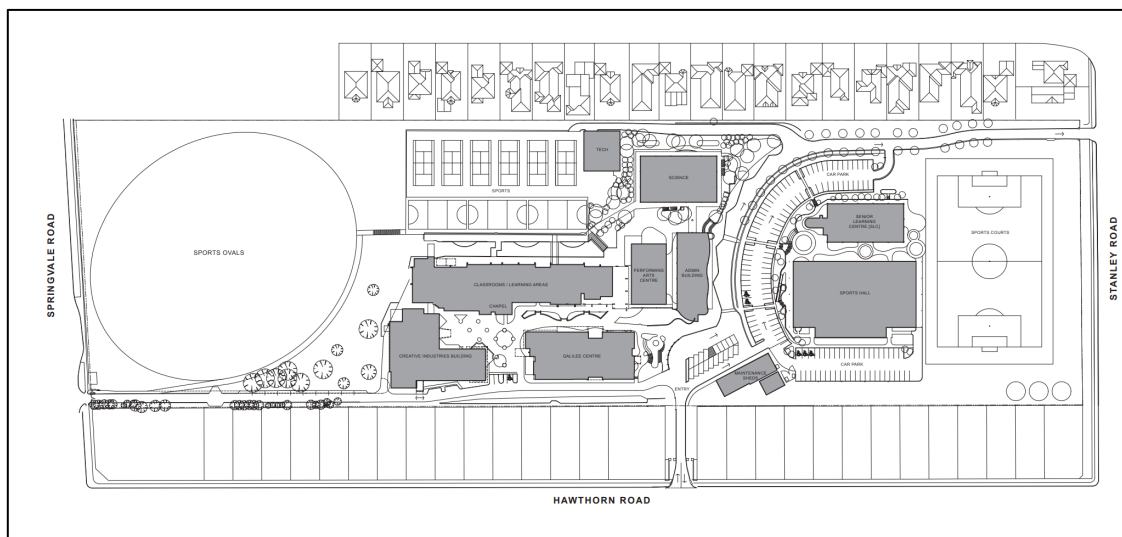 TECH
SCIENCE
SPORTS
CAR PARK
SENIOR
LEARNING
CENTRE [SLC]
SPORTS COURTS
SPRINGVALE ROAD
SPORTS OVALS
CLASSROOMS / LEARNING AREAS
CHAPEL
PERFORMING
ARTS
CENTRE
ADMIN
BUILDING
SPORTS HALL
STANLEY ROAD
CREATIVE INDUSTRIES BUILDING
GALILEE CENTRE
MAINTENANCE
SHEDS
CAR PARK
ENTRY
HAWTHORN ROAD